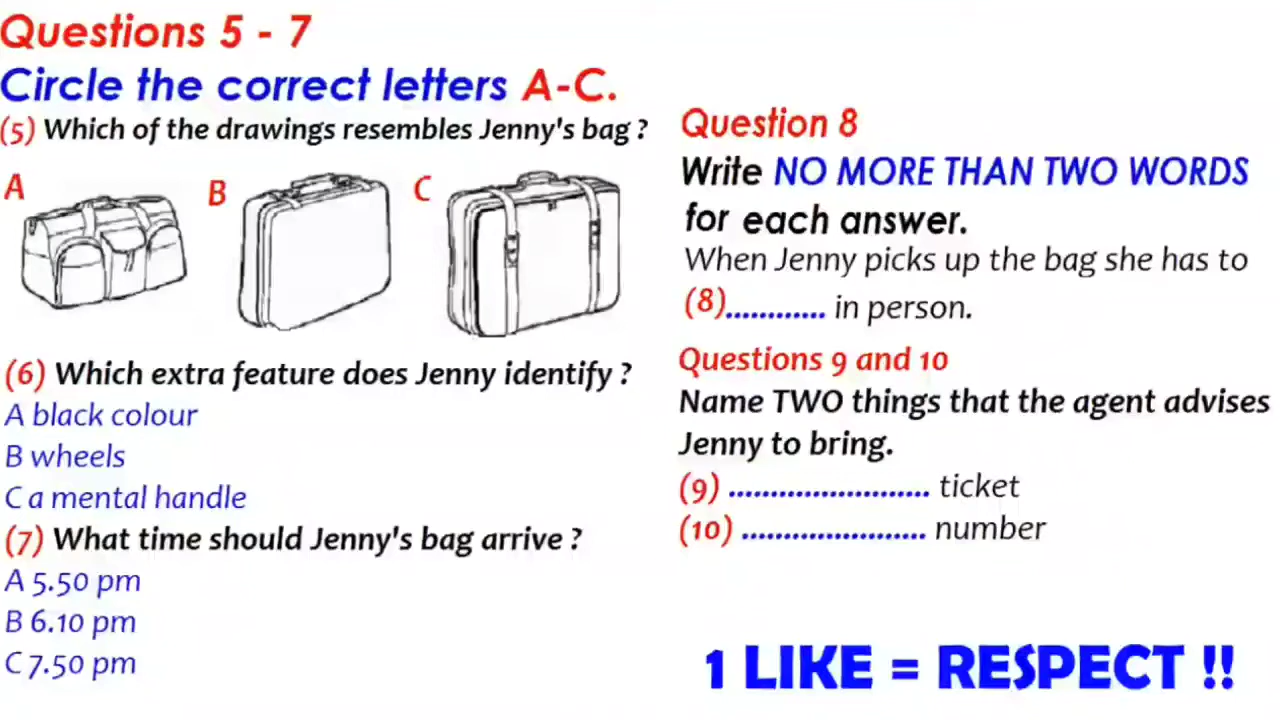 Questions 5 - 7
Circle the correct letters A-C.
(5) Which of the drawings resembles Jenny's bag ?
A
B
C
(6) Which extra feature does Jenny identify ?
A black colour
B wheels
C a mental handle
(7) What time should Jenny's bag arrive ?
A 5.50 pm
B 6.10 pm
C 7.50 pm
Question 8
Write NO MORE THAN TWO WORDS
for each answer.
When Jenny picks up the bag she has to
(8)............ in person.
Questions 9 and 10
Name TWO things that the agent advises
Jenny to bring.
(9) ........................ ticket
(10) ...................... number
1 LIKE = RESPECT !!